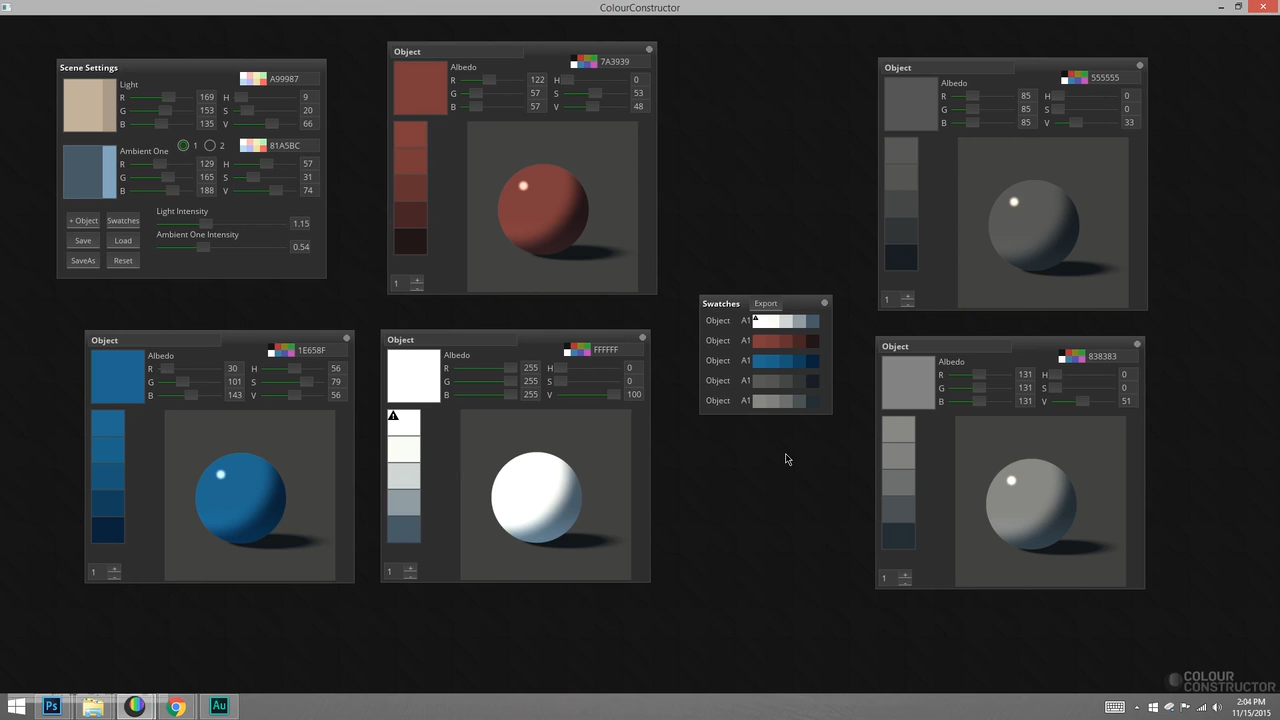 ColourConstructor
Scene Settings
Light
A99987
R 169 H 9
G 153 S 20
B 135 V 66
Ambient One 1 2 81A5BC
R 129 H 57
G 165 S 31
B 188 V 74
+ Object Swatches
Save Load
SaveAs Reset
Light Intensity
1.15
Ambient One Intensity
0.54
Object
Albedo 7A3939
R 122 H 0
G 57 S 53
B 57 V 48
1
Object
Albedo 555555
R 85 H 0
G 85 S 0
B 85 V 33
1
Swatches Export
Object A1
Object A1
Object A1
Object A1
Object A1
Object
Albedo 1E658F
R 30 H 56
G 101 S 79
B 143 V 56
1
Object
Albedo FFFFFF
R 255 H 0
G 255 S 0
B 255 V 100
1
Object
Albedo 838383
R 131 H 0
G 131 S 0
B 131 V 51
1
COLOUR
CONSTRUCTOR
Ps
Au
2:04 PM
11/15/2015